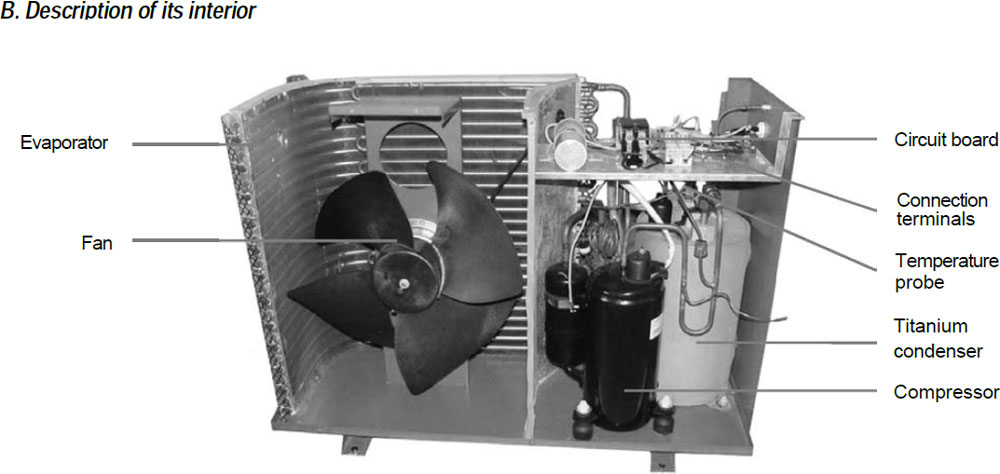 B. Description of its interior
Evaporator
Fan
Circuit board
Connection
terminals
Temperature
probe
Titanium
condenser
Compressor